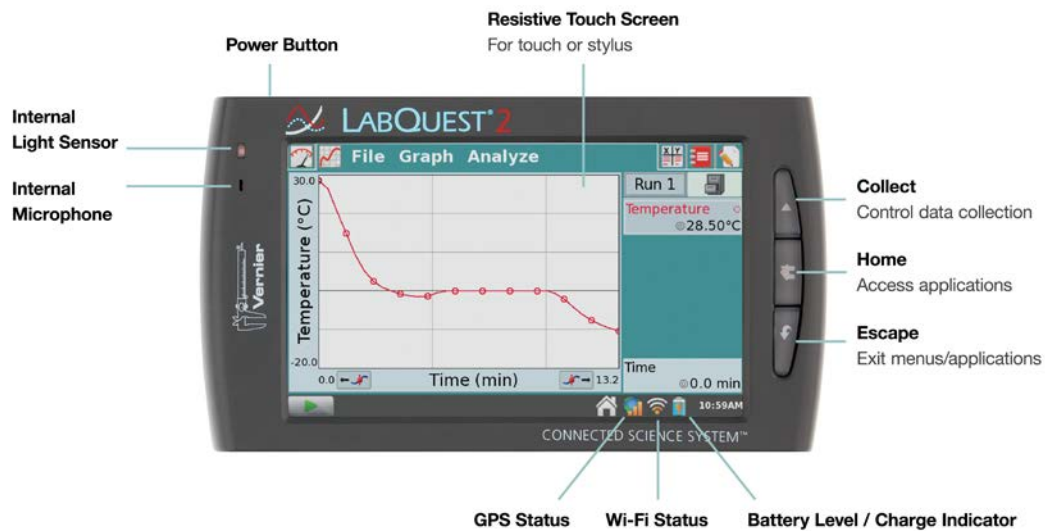 Resistive Touch Screen
For touch or stylus
Power Button
Internal
Light Sensor
Internal
Microphone
LABQUEST® 2
File Graph Analyze
X Y
30.0
Temperature (°C)
-20.0
0.0
Time (min)
13.2
Run 1
Temperature
28.50°C
Time
0.0 min
10:59AM
Vernier
CONNECTED SCIENCE SYSTEM™
Collect
Control data collection
Home
Access applications
Escape
Exit menus/applications
GPS Status
Wi-Fi Status
Battery Level / Charge Indicator